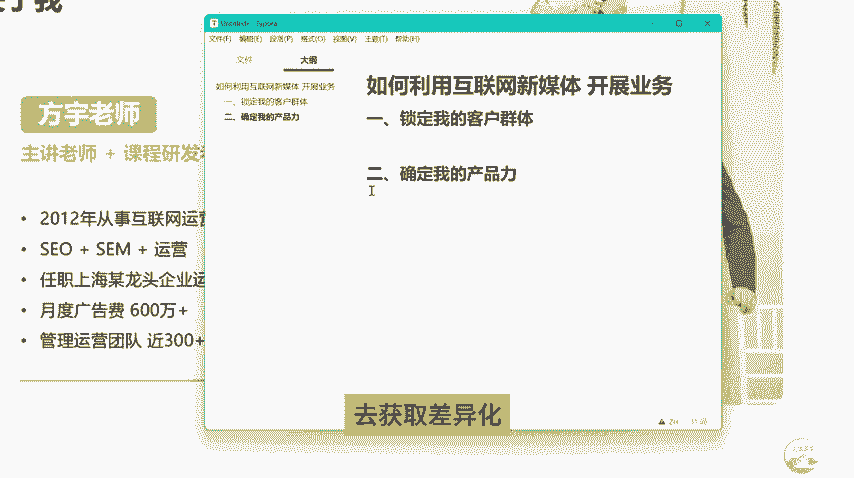 于我
方宇老师
主讲老师 + 课程研发
• 2012年从事互联网运营
• SEO + SEM + 运营
• 任职上海某龙头企业运
• 月度广告费 600万+
• 管理运营团队 近300+
文件(F) 编辑(E) 段落(P) 格式(O) 视图(V) 主题(T) 帮助(H)
文件 大纲
如何利用互联网新媒体 开展业务
一、锁定我的客户群体
二、确定我的产品力
如何利用互联网新媒体 开展业务
一、锁定我的客户群体
二、确定我的产品力
去获取差异化